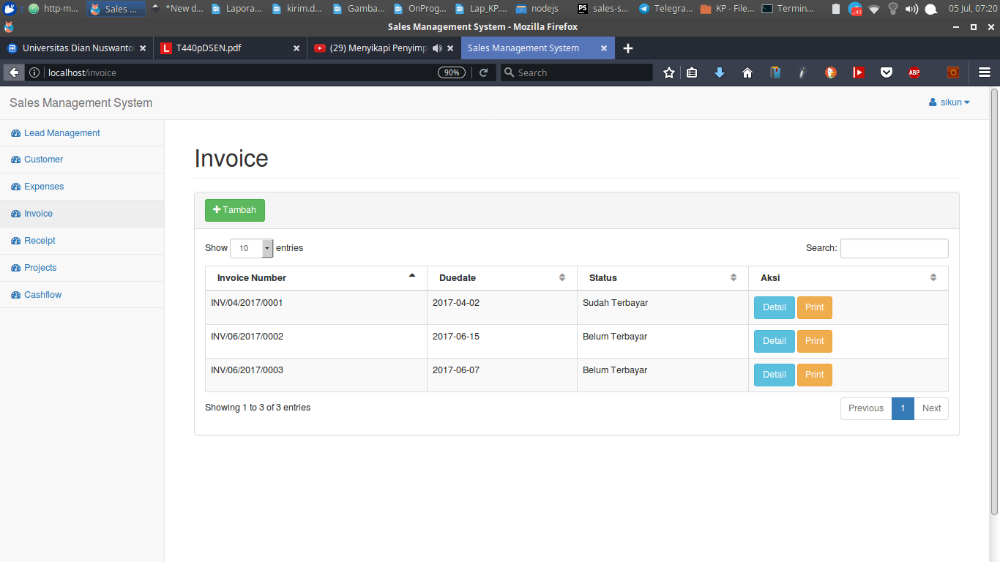 http-m... Sales ... *New d... Lapora... kirim.d... Gamba... OnProg... Lap_KP.... nodejs PS sales-s... Telegra... KP - File... Termin... 41 05 Jul, 07:20
Sales Management System - Mozilla Firefox
Universitas Dian Nuswanto L T440pDSEN.pdf (29) Menyikapi Penyimp Sales Management System
localhost/invoice 90% Search ABP
Sales Management System sikun
Lead Management
Customer
Expenses
Invoice
Receipt
Projects
Cashflow
Invoice
Tambah
Show 10 entries Search:
Invoice Number Duedate Status Aksi
INV/04/2017/0001 2017-04-02 Sudah Terbayar Detail Print
INV/06/2017/0002 2017-06-15 Belum Terbayar Detail Print
INV/06/2017/0003 2017-06-07 Belum Terbayar Detail Print
Showing 1 to 3 of 3 entries Previous 1 Next